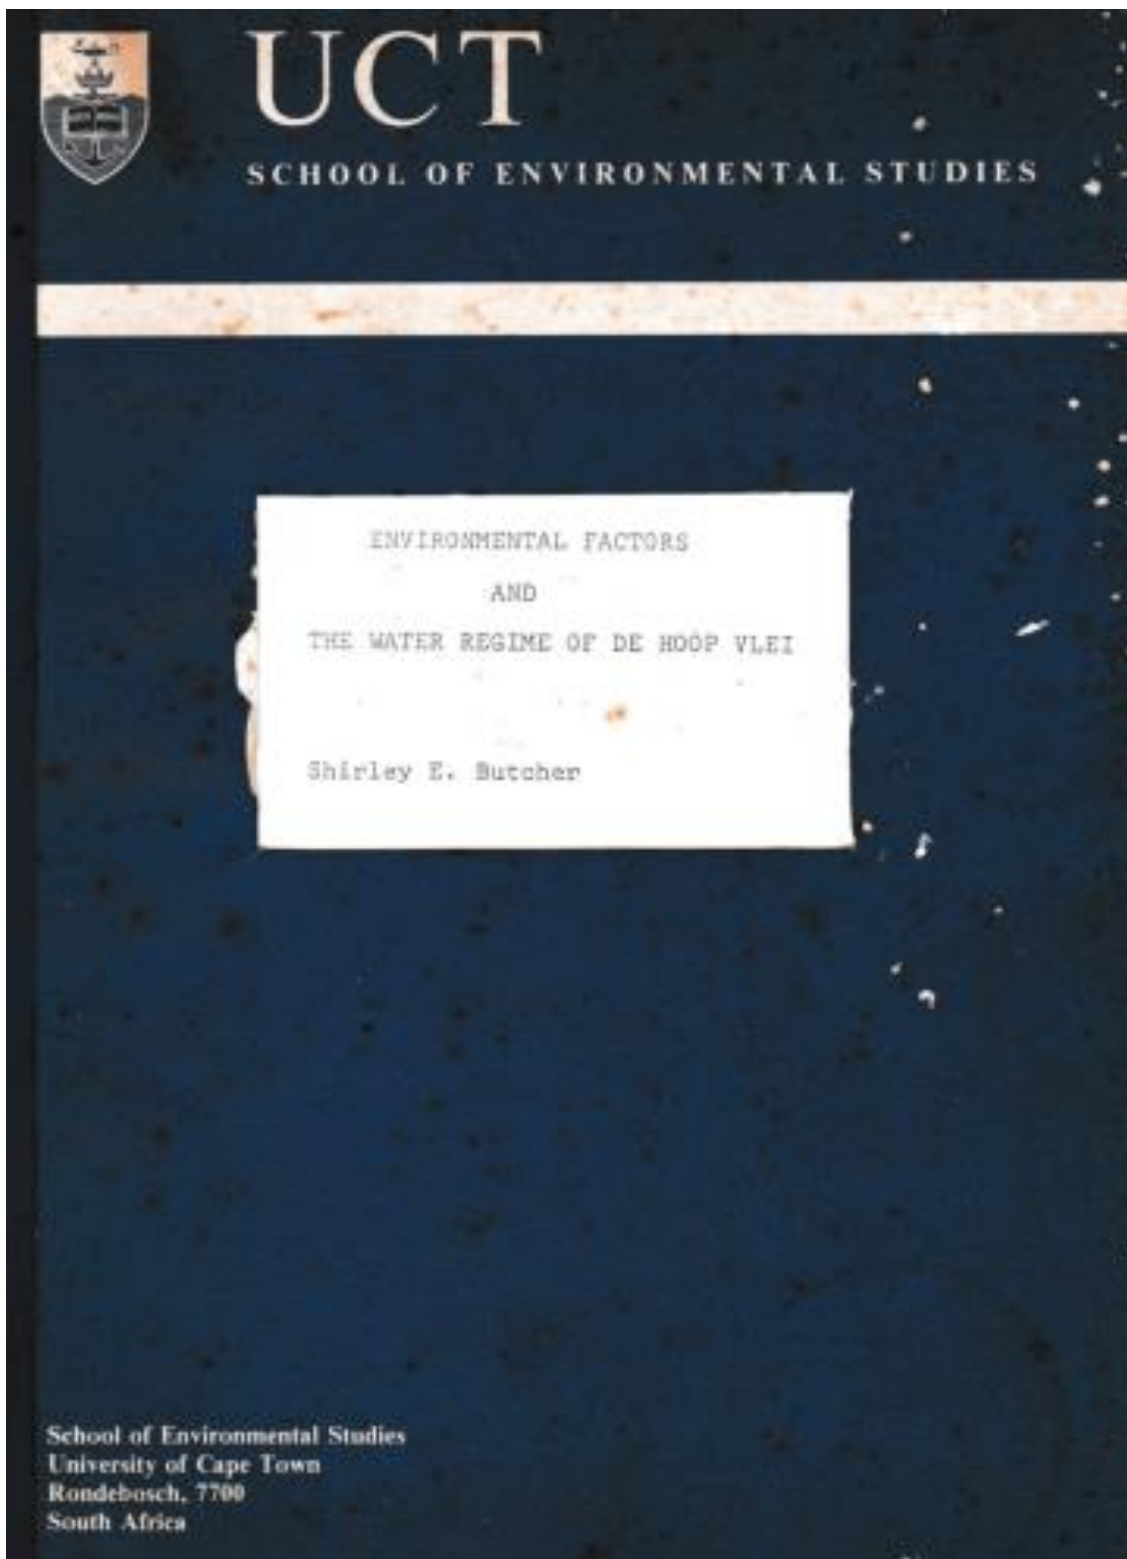 UCT
SCHOOL OF ENVIRONMENTAL STUDIES
ENVIRONMENTAL FACTORS
AND
THE WATER REGIME OF DE HOOP VLEI
Shirley E. Butcher
School of Environmental Studies
University of Cape Town
Rondebosch, 7700
South Africa